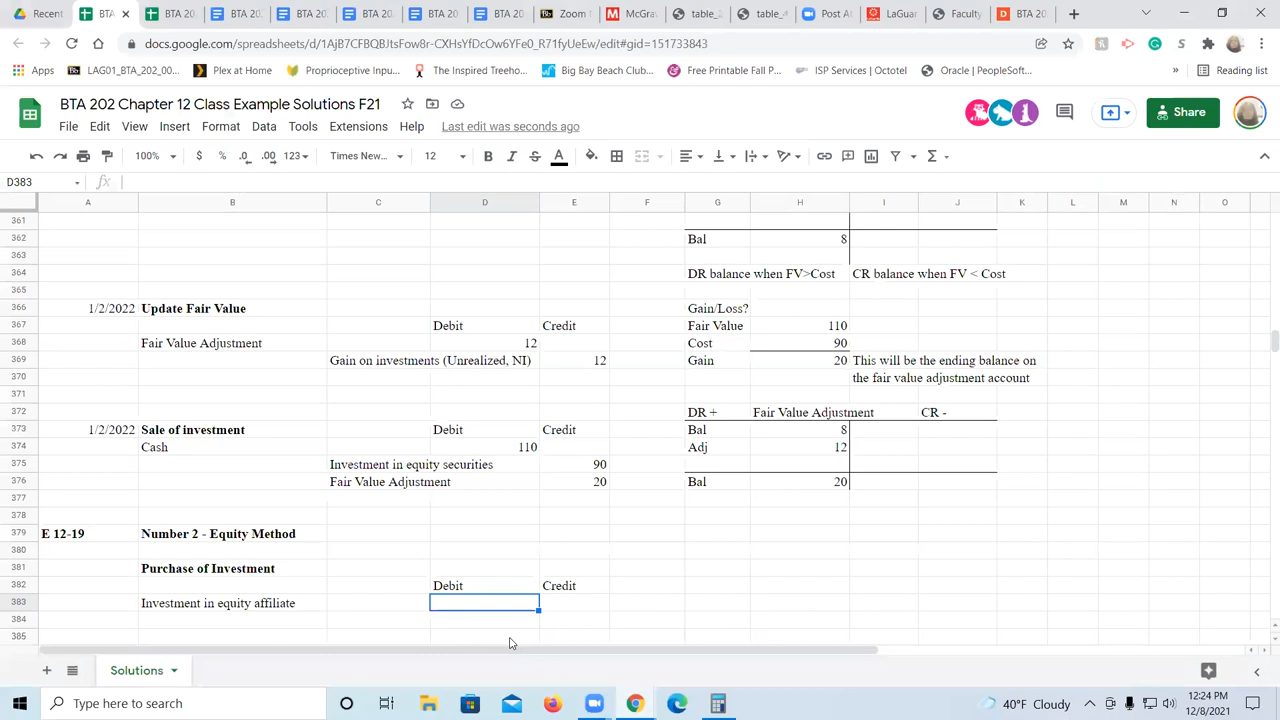 Recent
BTA
BTA 20
BTA 20.
BTA 20.
BTA 20
BTA 20
BTA 20
Zoom t
McGra
table_2
table_
Post At
LaGuar
Faculty
BTA 20
docs.google.com/spreadsheets/d/1AjB7CFBQBJtsFow8r-CXFtsYfDcOw6YFe0_R71fyUeEw/edit#gid=151733843
Apps
LAG01_BTA_202_00...
Plex at Home
Proprioceptive Inpu...
The Inspired Treeho...
Big Bay Beach Club...
Free Printable Fall P...
ISP Services | Octotel
Oracle | PeopleSoft...
»
Reading list
BTA 202 Chapter 12 Class Example Solutions F21
File Edit View Insert Format Data Tools Extensions Help Last edit was seconds ago
Share
100% $ % .0 .00 123 Times New... 12 B I S A
D383 fx
A B C D E F G H I J K L M N O
361
362 Bal 8
363
364 DR balance when FV>Cost CR balance when FV < Cost
365
366 1/2/2022 Update Fair Value Gain/Loss?
367 Debit Credit Fair Value 110
368 Fair Value Adjustment 12 Cost 90
369 Gain on investments (Unrealized, NI) 12 Gain 20 This will be the ending balance on
370 the fair value adjustment account
371
372 DR + Fair Value Adjustment CR -
373 1/2/2022 Sale of investment Debit Credit Bal 8
374 Cash 110 Adj 12
375 Investment in equity securities 90
376 Fair Value Adjustment 20 Bal 20
377
378
379 E 12-19 Number 2 - Equity Method
380
381 Purchase of Investment
382 Debit Credit
383 Investment in equity affiliate
384
385
Solutions
Type here to search
40°F Cloudy
12:24 PM
12/8/2021